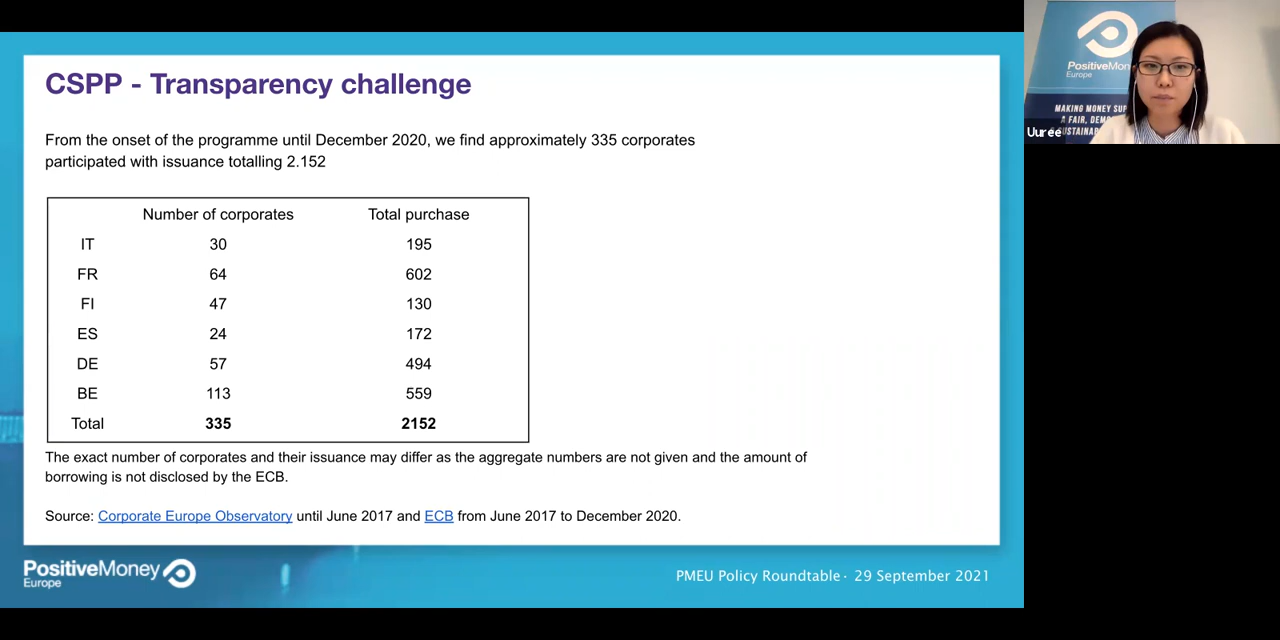 CSPP - Transparency challenge
From the onset of the programme until December 2020, we find approximately 335 corporates
participated with issuance totalling 2.152
Number of corporates Total purchase
IT 30 195
FR 64 602
FI 47 130
ES 24 172
DE 57 494
BE 113 559
Total 335 2152
The exact number of corporates and their issuance may differ as the aggregate numbers are not given and the amount of
borrowing is not disclosed by the ECB.
Source: Corporate Europe Observatory until June 2017 and ECB from June 2017 to December 2020.
PositiveMoney
Europe
PMEU Policy Roundtable · 29 September 2021
PositiveMon
Europe
MAKING MONEY SUP
A FAIR, DEM
SUSTAINAB
Uuree